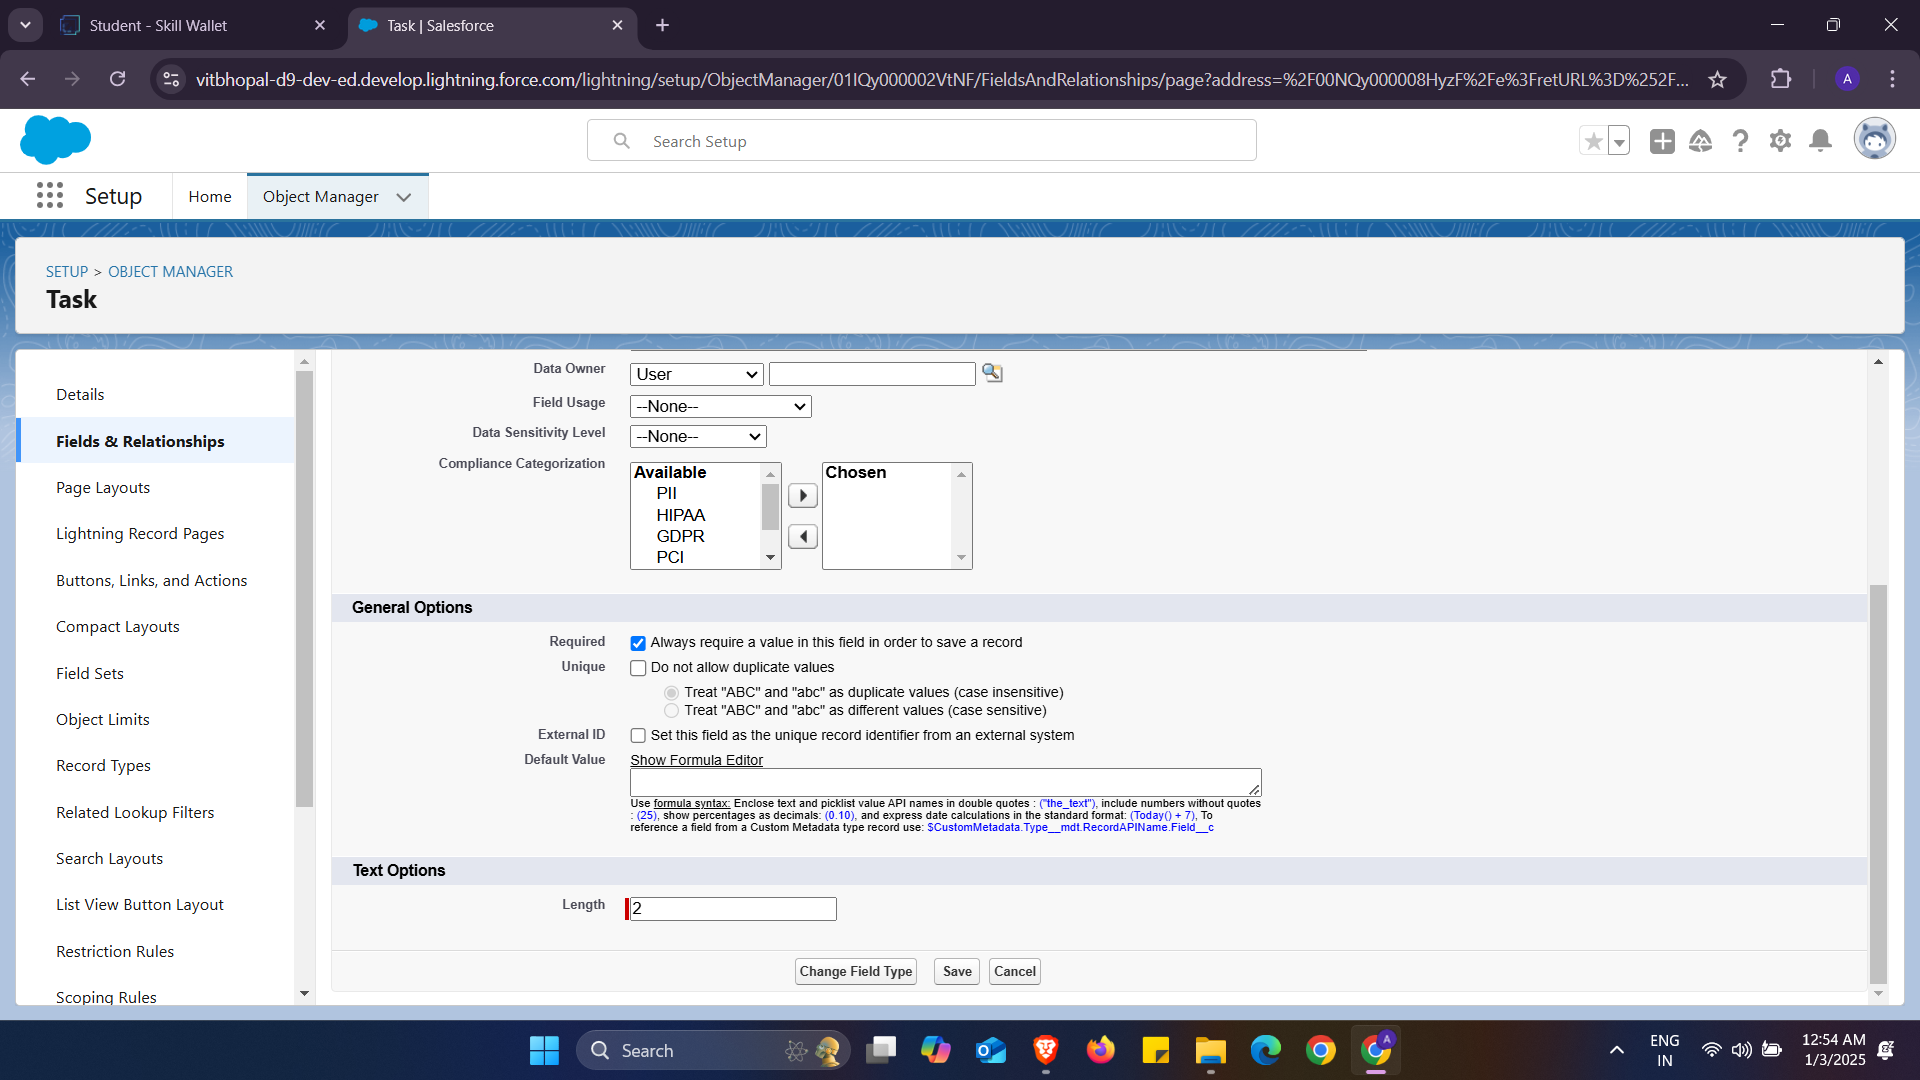 Student - Skill Wallet
Task | Salesforce
vitbhopal-d9-dev-ed.develop.lightning.force.com/lightning/setup/ObjectManager/01IQy000002VtNF/FieldsAndRelationships/page?address=%2F00NQy000008HyzF%2Fe%3FretURL%3D%252F...
A
Search Setup
Setup
Home
Object Manager
SETUP > OBJECT MANAGER
Task
Details
Fields & Relationships
Page Layouts
Lightning Record Pages
Buttons, Links, and Actions
Compact Layouts
Field Sets
Object Limits
Record Types
Related Lookup Filters
Search Layouts
List View Button Layout
Restriction Rules
Scoping Rules
Data Owner
User
Field Usage
--None--
Data Sensitivity Level
--None--
Compliance Categorization
Available
PII
HIPAA
GDPR
PCI
Chosen
General Options
Required
Always require a value in this field in order to save a record
Unique
Do not allow duplicate values
Treat "ABC" and "abc" as duplicate values (case insensitive)
Treat "ABC" and "abc" as different values (case sensitive)
External ID
Set this field as the unique record identifier from an external system
Default Value
Show Formula Editor
Use formula syntax: Enclose text and picklist value API names in double quotes : ("the_text"), include numbers without quotes
: (25), show percentages as decimals: (0.10), and express date calculations in the standard format: (Today() + 7), To
reference a field from a Custom Metadata type record use: $CustomMetadata.Type__mdt.RecordAPIName.Field__c
Text Options
Length
2
Change Field Type
Save
Cancel
Search
A
ENG
IN
12:54 AM
1/3/2025